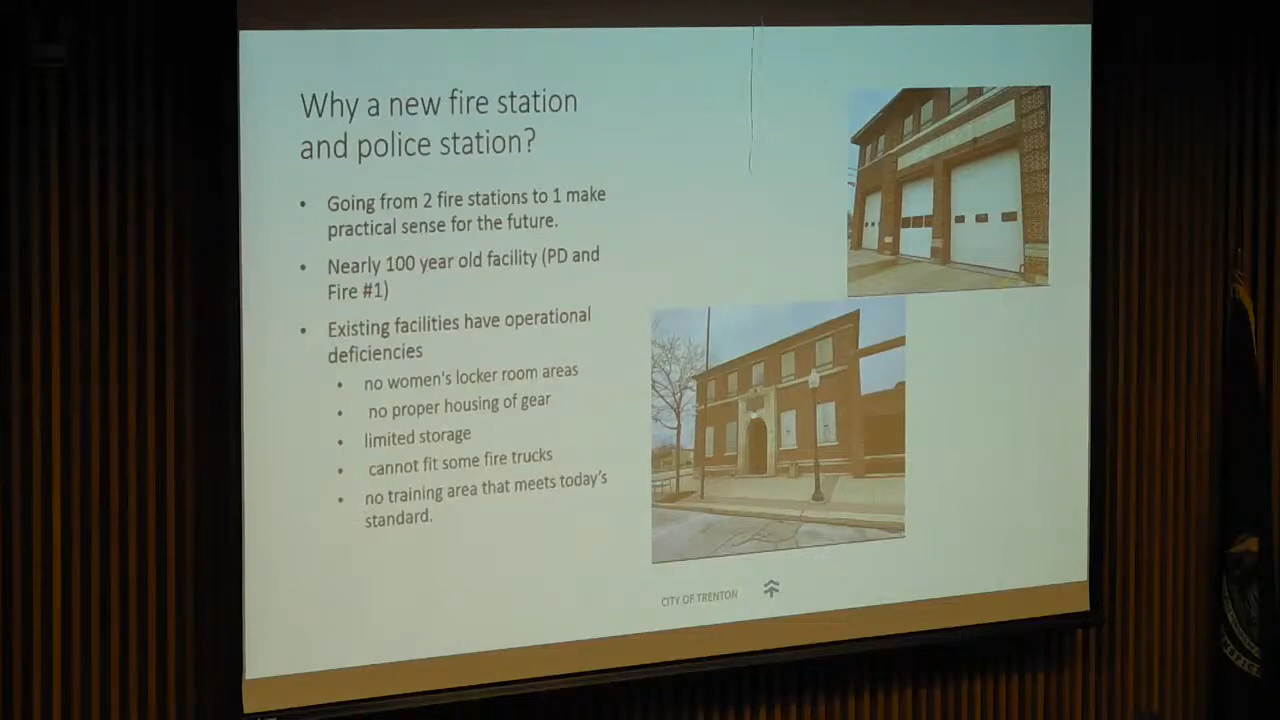 Why a new fire station
and police station?
• Going from 2 fire stations to 1 make
practical sense for the future.
• Nearly 100 year old facility (PD and
Fire #1)
• Existing facilities have operational
deficiencies
• no women's locker room areas
• no proper housing of gear
• limited storage
• cannot fit some fire trucks
• no training area that meets today's
standard.
CITY OF TRENTON